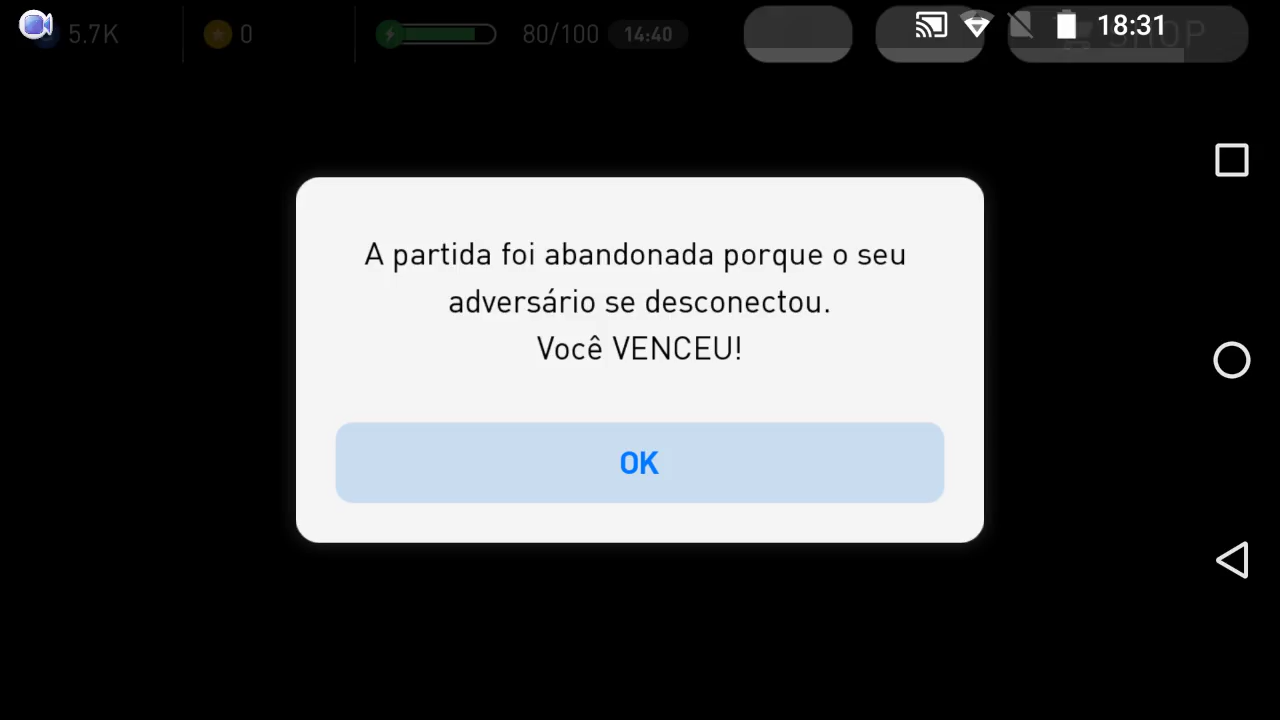 5.7K 0 80/100 14:40 SHOP 18:31
A partida foi abandonada porque o seu
adversário se desconectou.
Você VENCEU!
OK